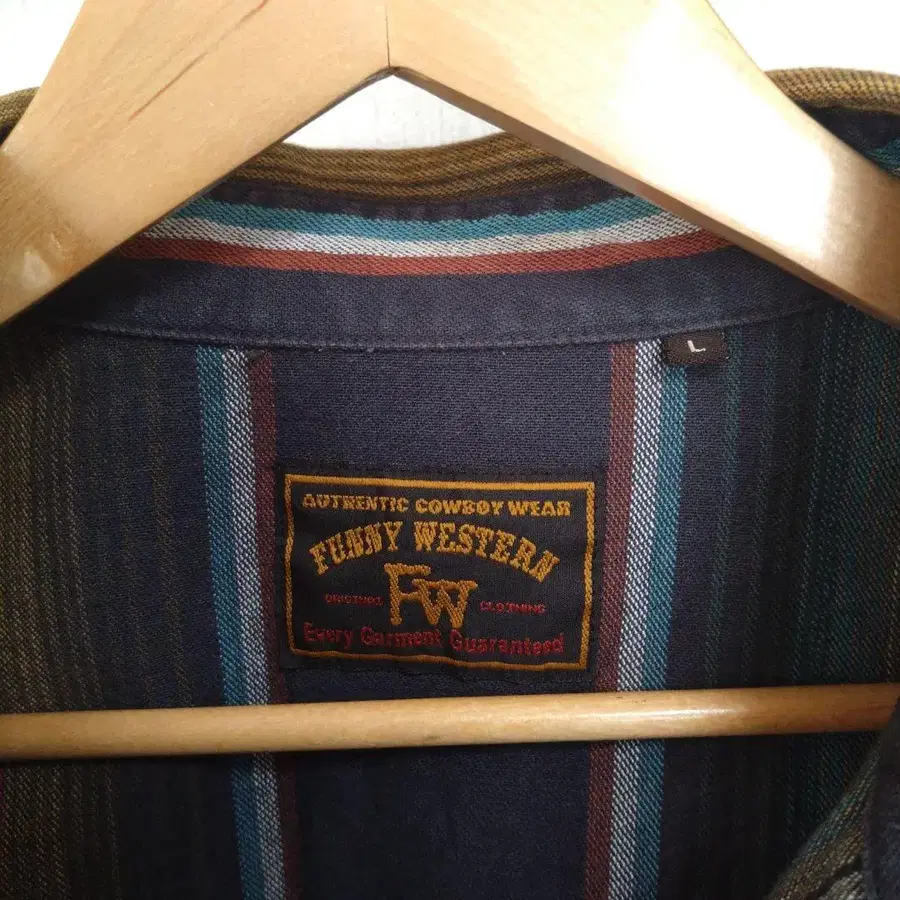 L
AUTHENTIC COWBOY WEAR
FUNNY WESTERN
FW
ORIGINAL CLOTHING
Every Garment Guaranteed